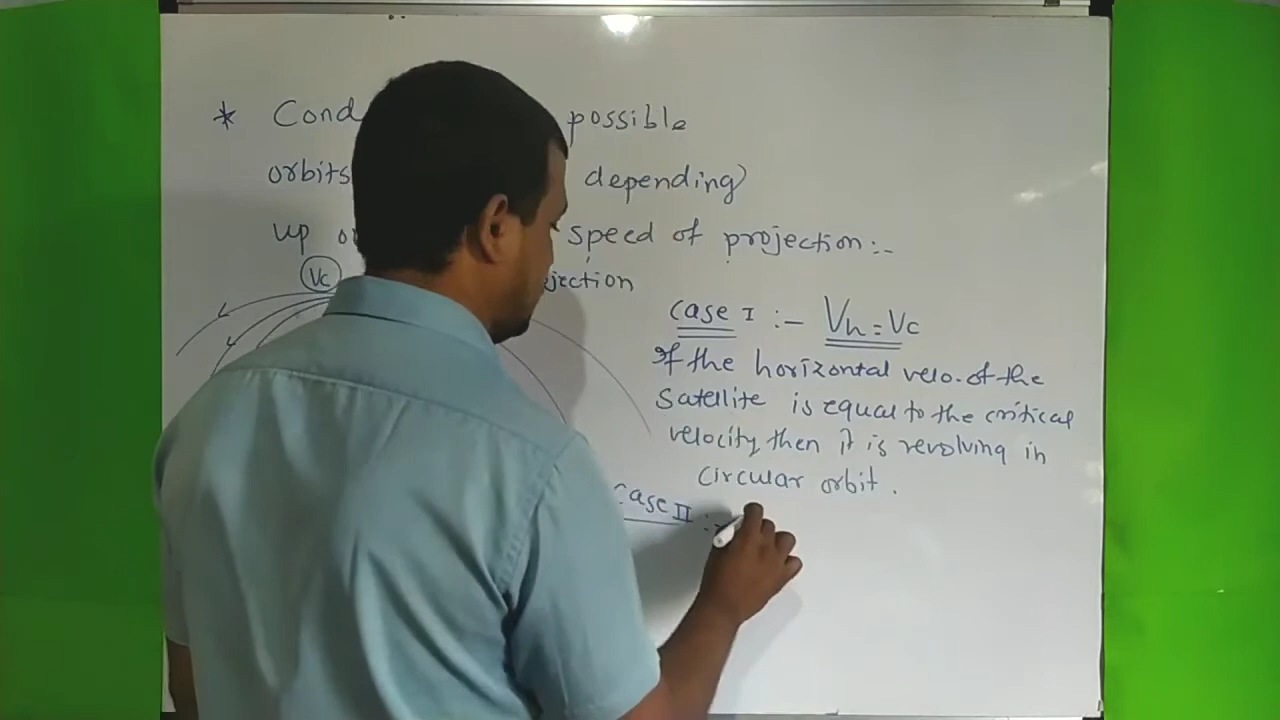 * Cond possible
orbits depending
up o speed of projection:-
Vc
jection
Case I :- Vh = Vc
If the horizontal velo. of the
Satellite is equal to the critical
velocity then it is revolving in
Circular orbit.
Case II :-